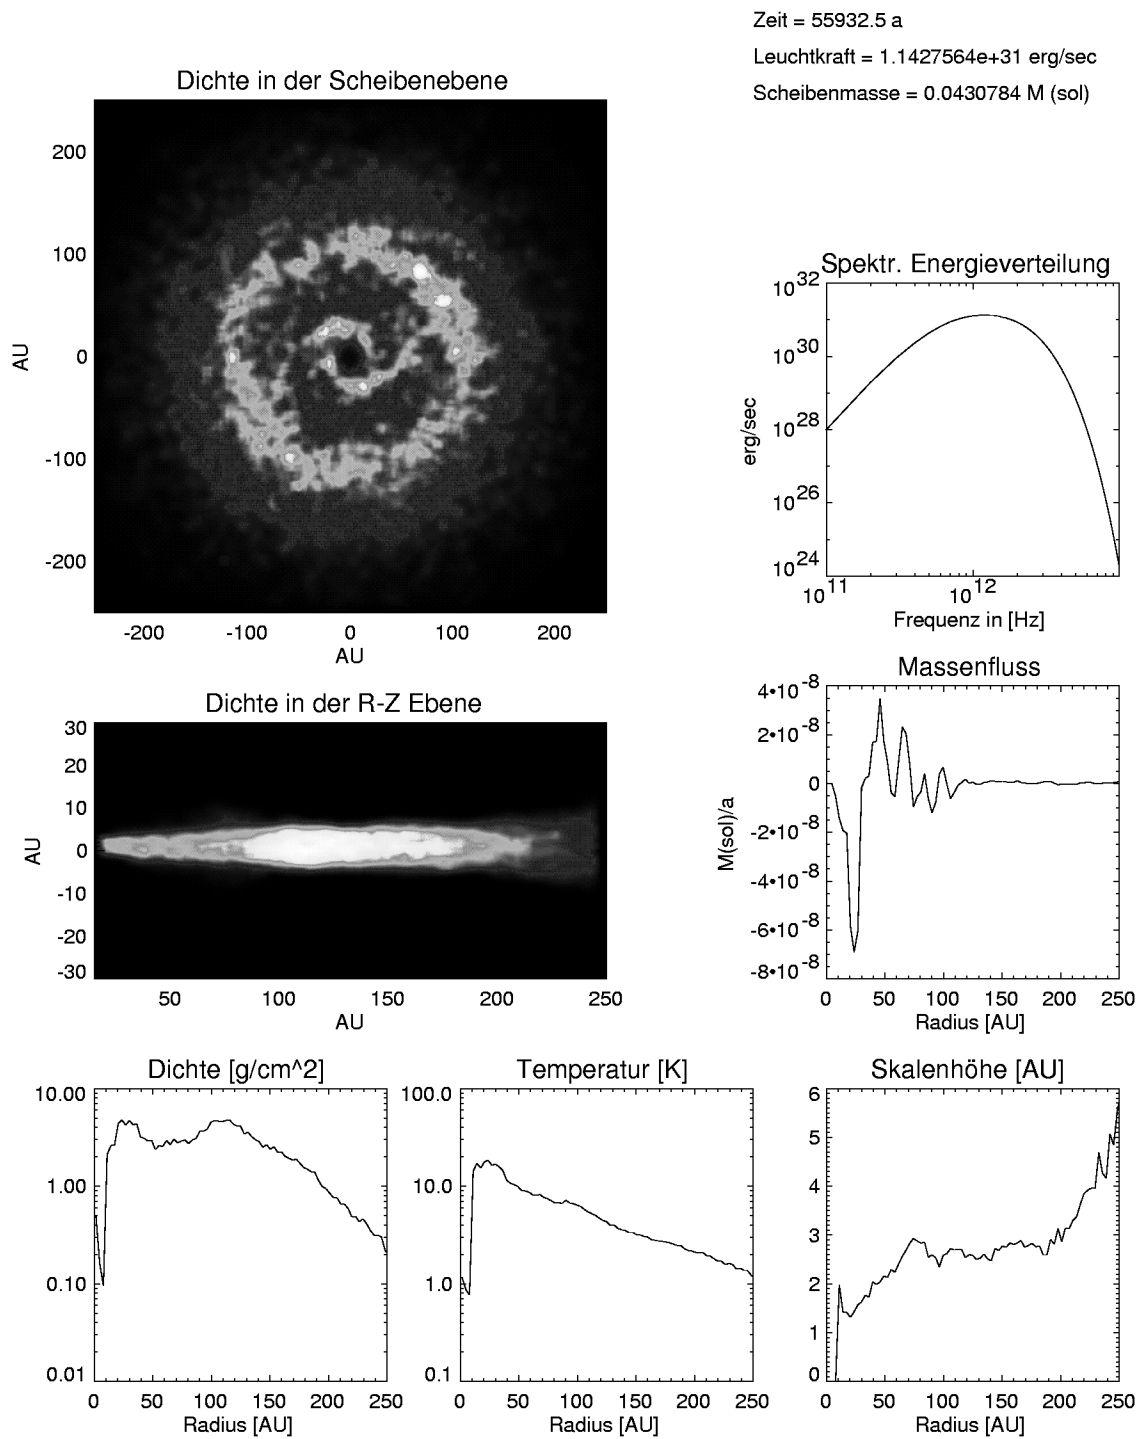 Zeit = 55932.5 a
Leuchtkraft = 1.1427564e+31 erg/sec
Scheibenmasse = 0.0430784 M (sol)
Dichte in der Scheibenebene
200
100
0
-100
-200
AU
-200 -100 0 100 200
AU
Spektr. Energieverteilung
10^32
10^30
10^28
10^26
10^24
erg/sec
10^11 10^12
Frequenz in [Hz]
Dichte in der R-Z Ebene
30
20
10
0
-10
-20
-30
AU
50 100 150 200 250
AU
Massenfluss
4•10^-8
2•10^-8
0
-2•10^-8
-4•10^-8
-6•10^-8
-8•10^-8
M(sol)/a
0 50 100 150 200 250
Radius [AU]
Dichte [g/cm^2]
10.00
1.00
0.10
0.01
0 50 100 150 200 250
Radius [AU]
Temperatur [K]
100.0
10.0
1.0
0.1
0 50 100 150 200 250
Radius [AU]
Skalenhöhe [AU]
6
5
4
3
2
1
0
0 50 100 150 200 250
Radius [AU]